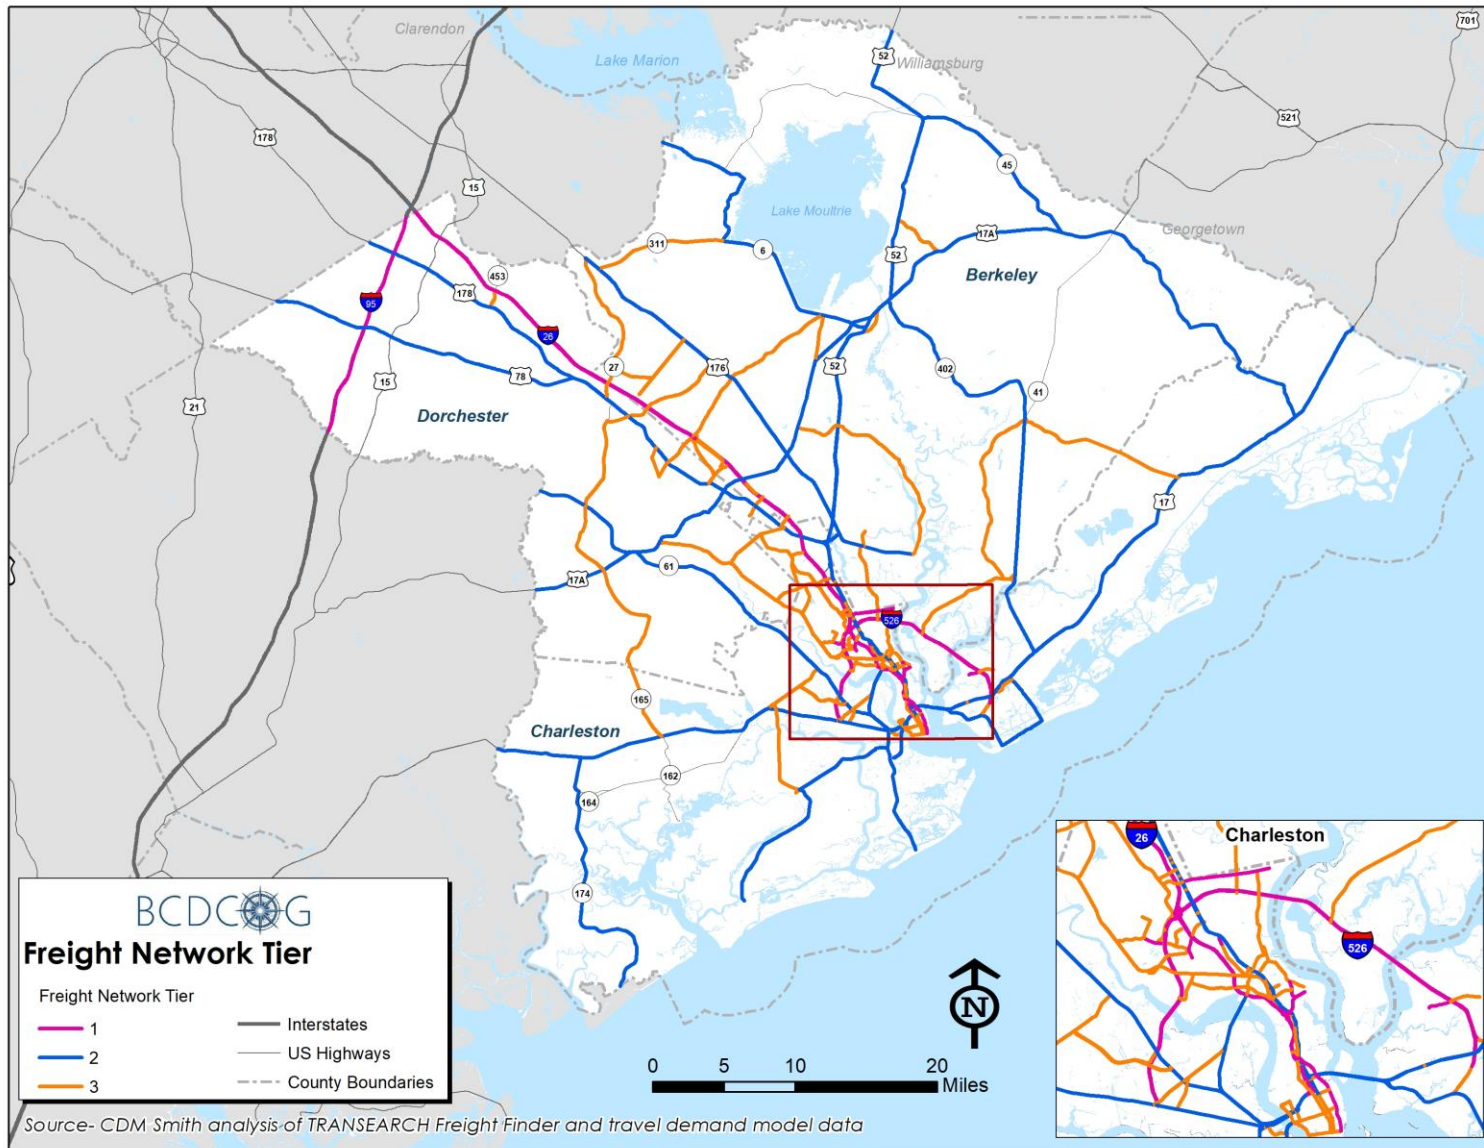 Clarendon
701
Lake Marion
52
Williamsburg
178
521
45
15
Lake Moultrie
Georgetown
311
6
17A
52
Berkeley
453
178
95
26
27
176
52
402
78
15
41
21
Dorchester
17
61
17A
526
165
Charleston
162
164
174
BCDCOG
Freight Network Tier
Freight Network Tier
1
2
3
Interstates
US Highways
County Boundaries
N
0 5 10 20
Miles
26
Charleston
526
Source- CDM Smith analysis of TRANSEARCH Freight Finder and travel demand model data